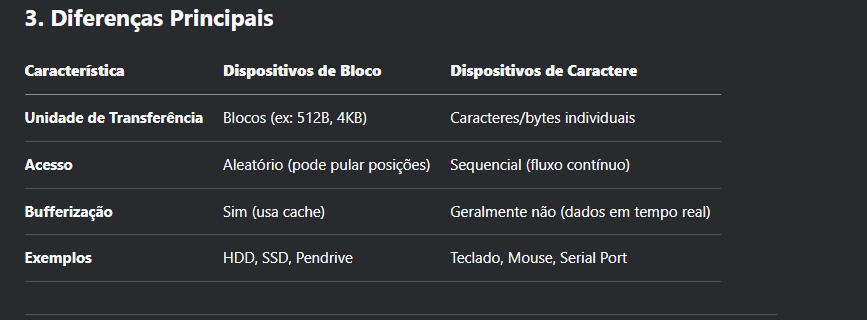 3. Diferenças Principais
Característica Dispositivos de Bloco Dispositivos de Caractere
Unidade de Transferência Blocos (ex: 512B, 4KB) Caracteres/bytes individuais
Acesso Aleatório (pode pular posições) Sequencial (fluxo contínuo)
Bufferização Sim (usa cache) Geralmente não (dados em tempo real)
Exemplos HDD, SSD, Pendrive Teclado, Mouse, Serial Port